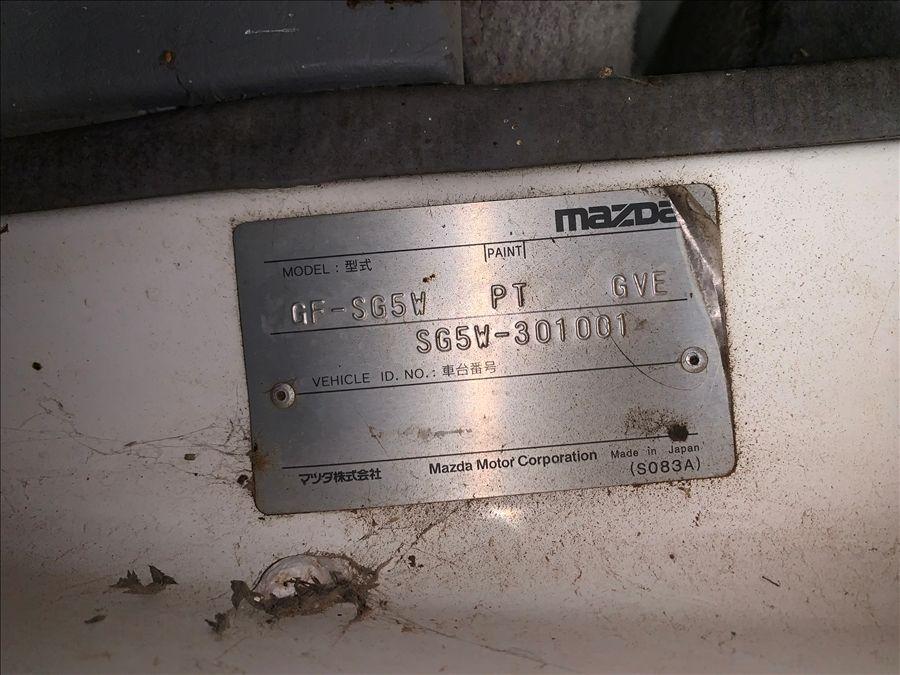 mazda
MODEL : 型式 PAINT
GF-SG5W PT GVE
SG5W-301001
VEHICLE ID. NO. : 車台番号
マツダ株式会社 Mazda Motor Corporation Made in Japan
(S083A)